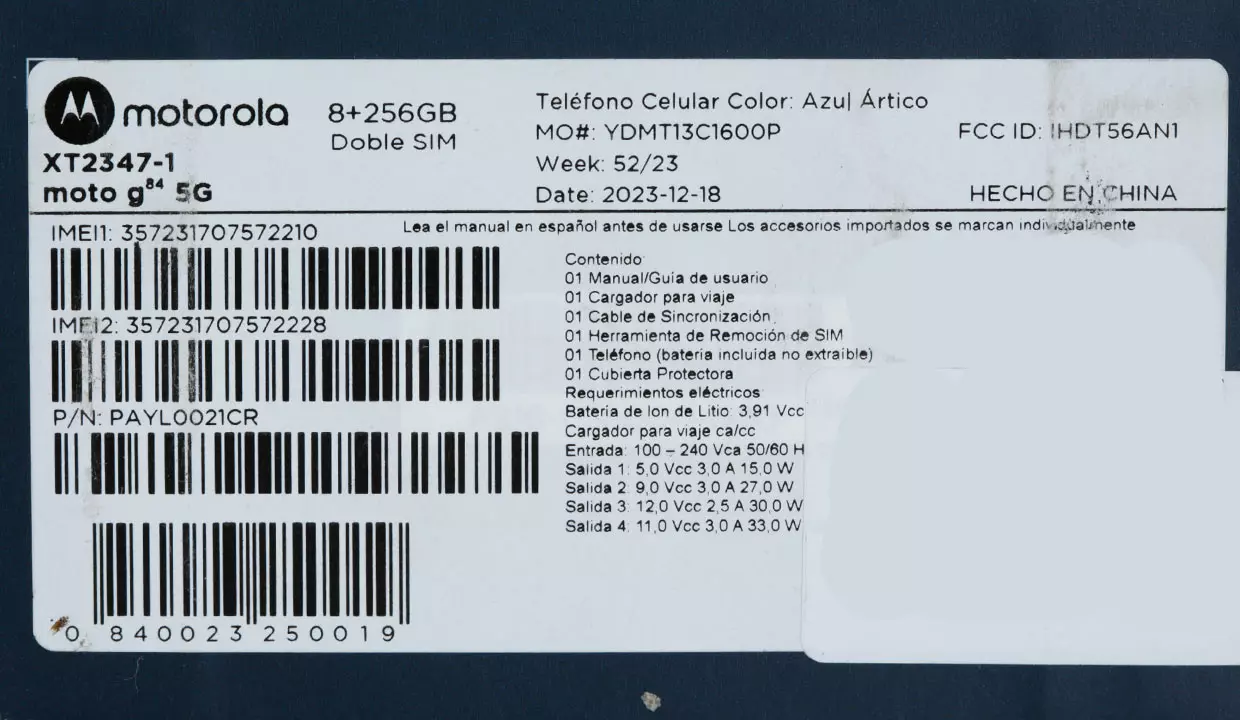 motorola
8+256GB
Doble SIM
XT2347-1
moto g84 5G
Teléfono Celular Color: Azul Ártico
MO#: YDMT13C1600P
Week: 52/23
Date: 2023-12-18
FCC ID: IHDT56AN1
HECHO EN CHINA
Lea el manual en español antes de usarse Los accesorios importados se marcan individualmente
IMEI1: 357231707572210
IMEI2: 357231707572228
P/N: PAYL0021CR
0 840023 250019
Contenido:
01 Manual/Guía de usuario
01 Cargador para viaje
01 Cable de Sincronización
01 Herramienta de Remoción de SIM
01 Teléfono (bateria incluida no extraible)
01 Cubierta Protectora
Requerimientos eléctricos
Batería de Ion de Litio: 3,91 Vcc
Cargador para viaje ca/cc
Entrada: 100 – 240 Vca 50/60 H
Salida 1: 5,0 Vcc 3,0 A 15,0 W
Salida 2: 9,0 Vcc 3,0 A 27,0 W
Salida 3: 12,0 Vcc 2,5 A 30,0 W
Salida 4: 11,0 Vcc 3,0 A 33,0 W